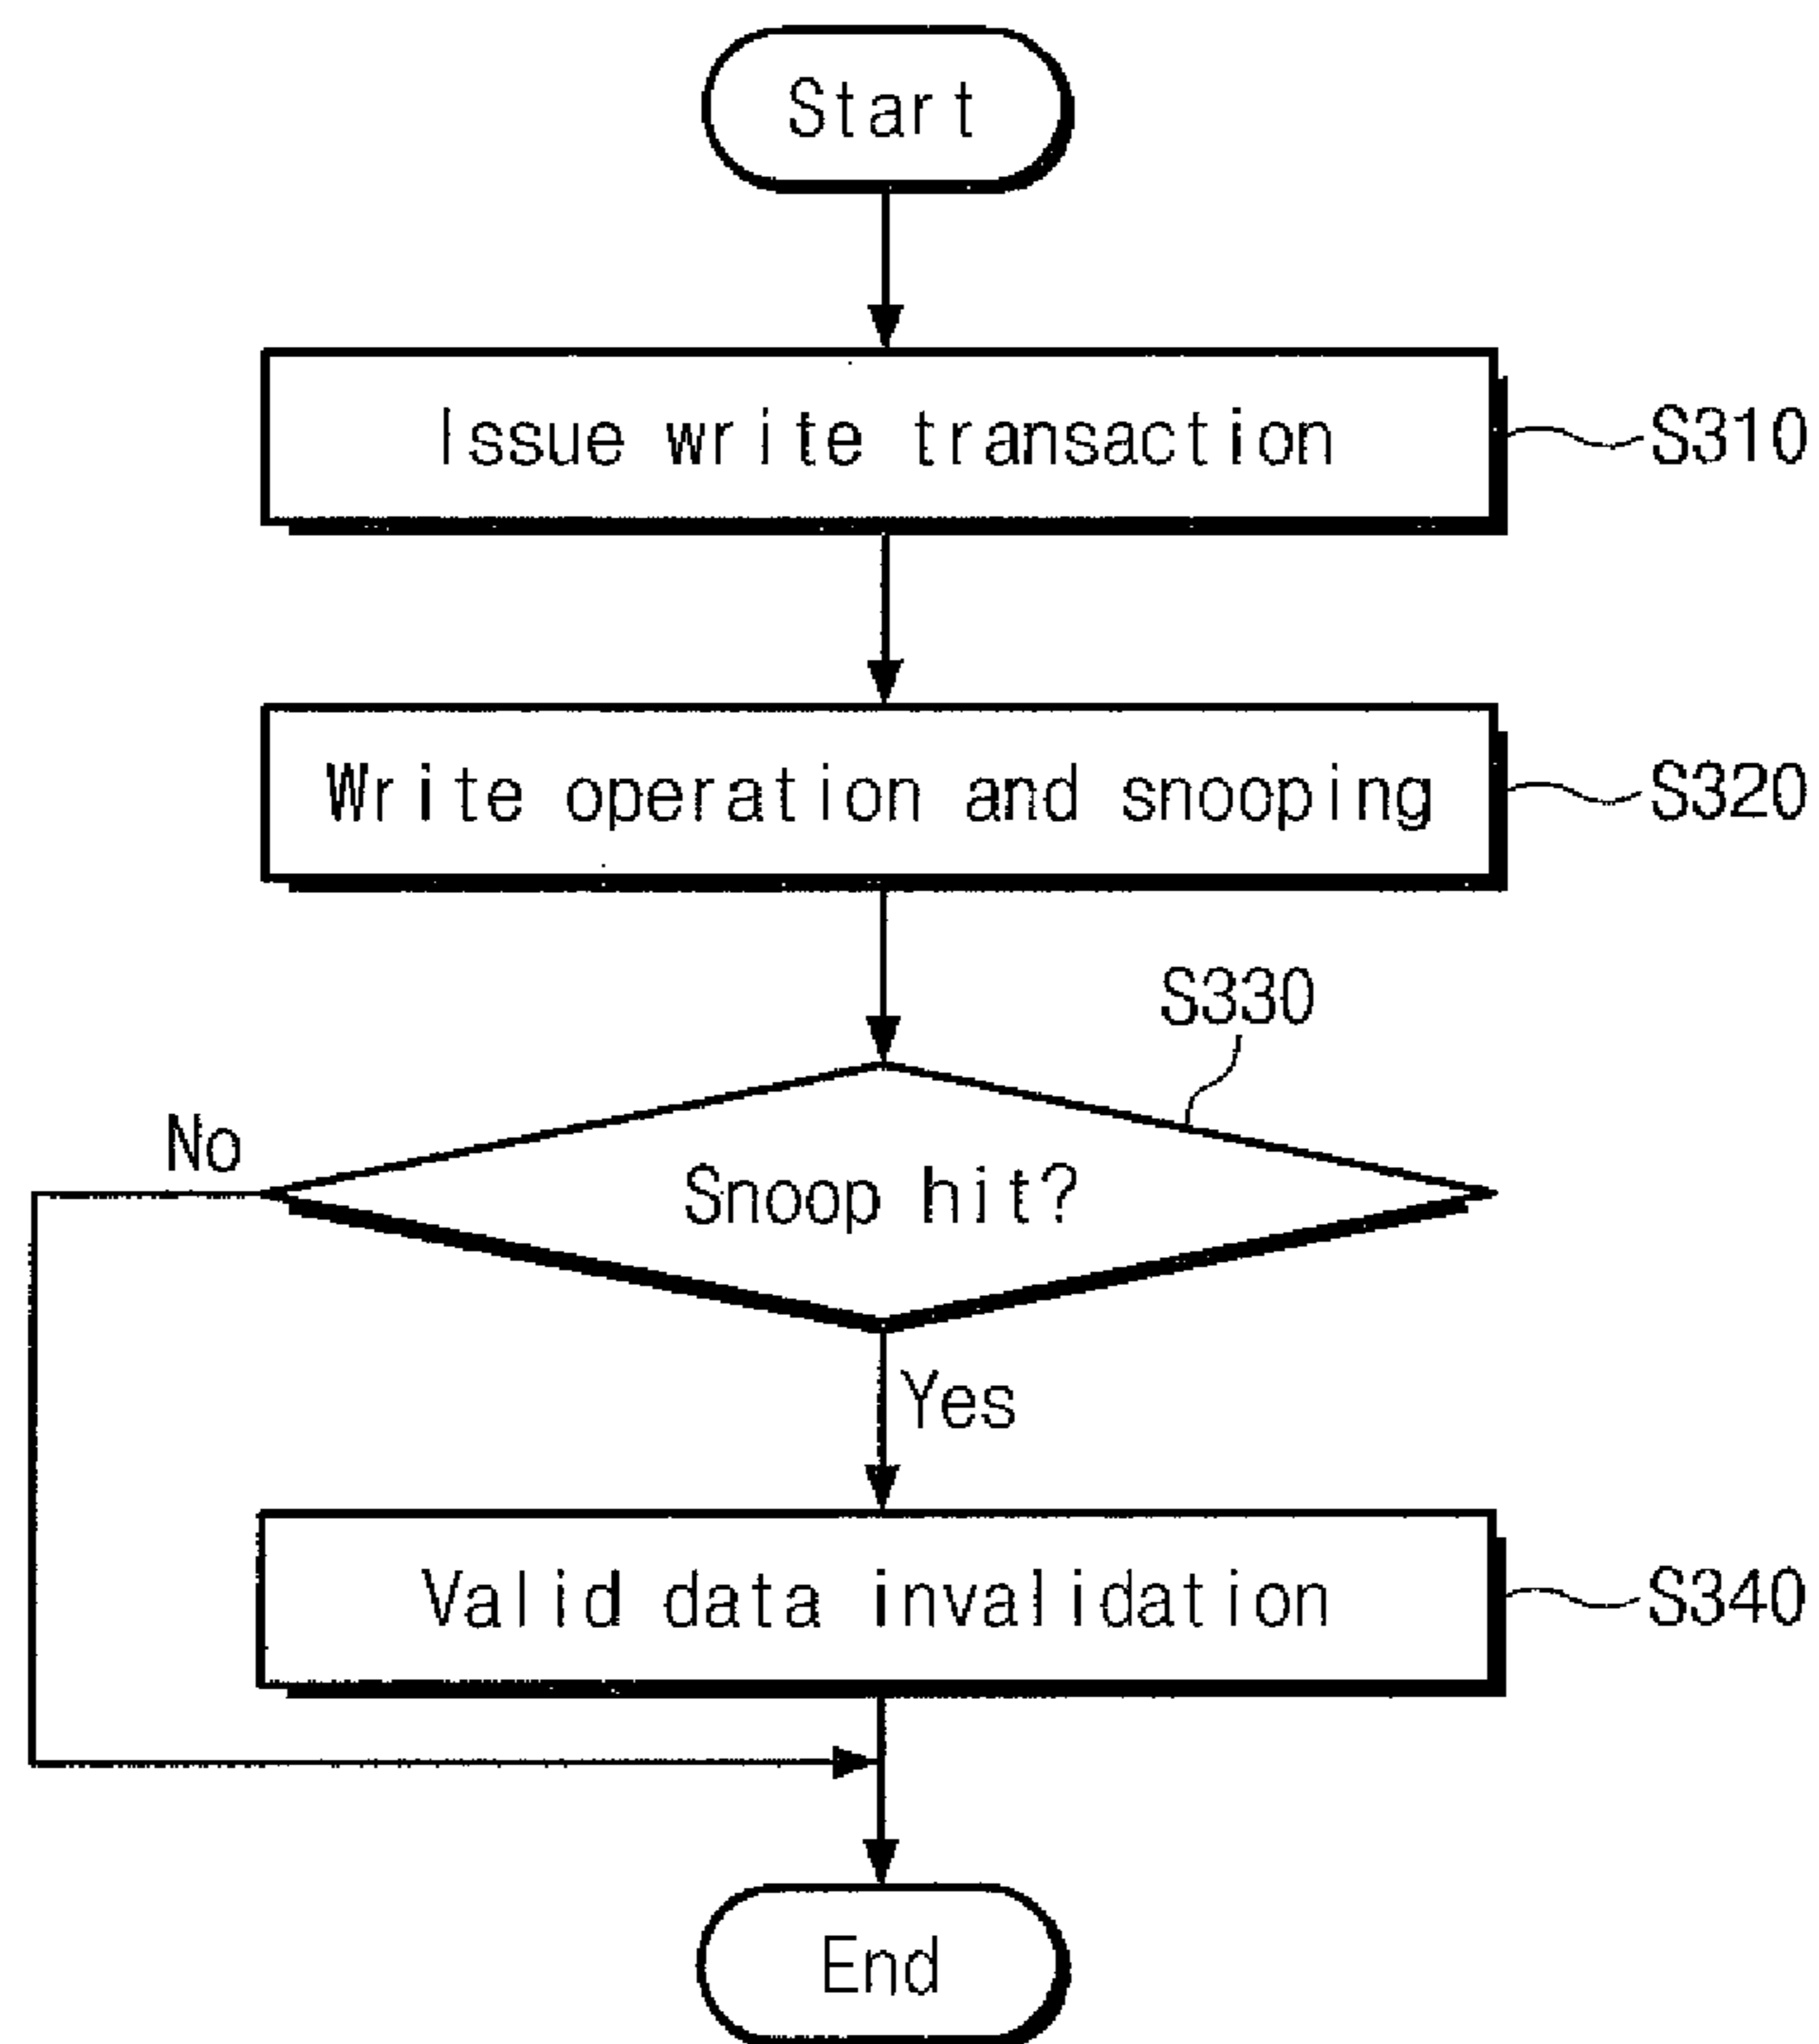 Start
Issue write transaction
S310
Write operation and snooping
S320
S330
No
Snoop hit?
Yes
Valid data invalidation
S340
End